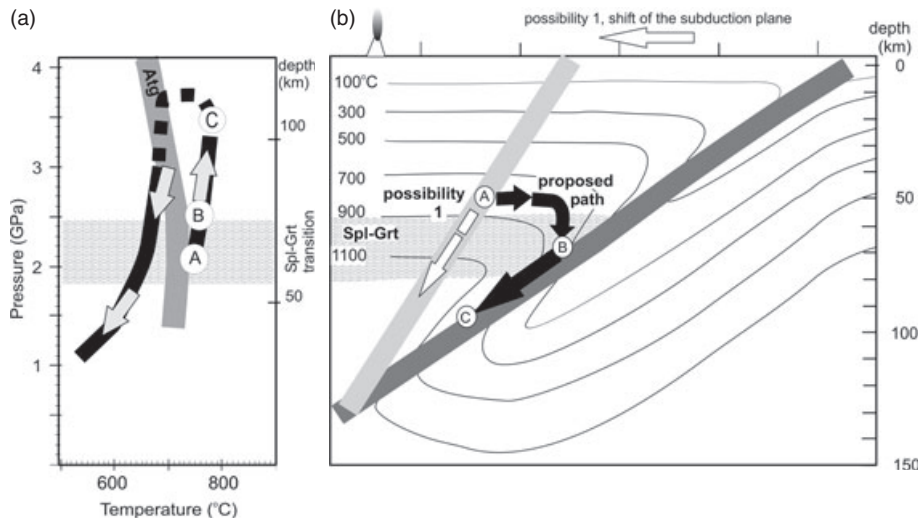 (a)
4
3
2
1
Pressure (GPa)
600
800
Temperature (°C)
Atg
C
B
A
depth
(km)
100
50
Spl-Grt
transition
(b)
possibility 1, shift of the subduction plane
depth
(km)
0
50
100
150
100°C
300
500
700
900
1100
possibility
1
proposed
path
Spl-Grt
A
B
C